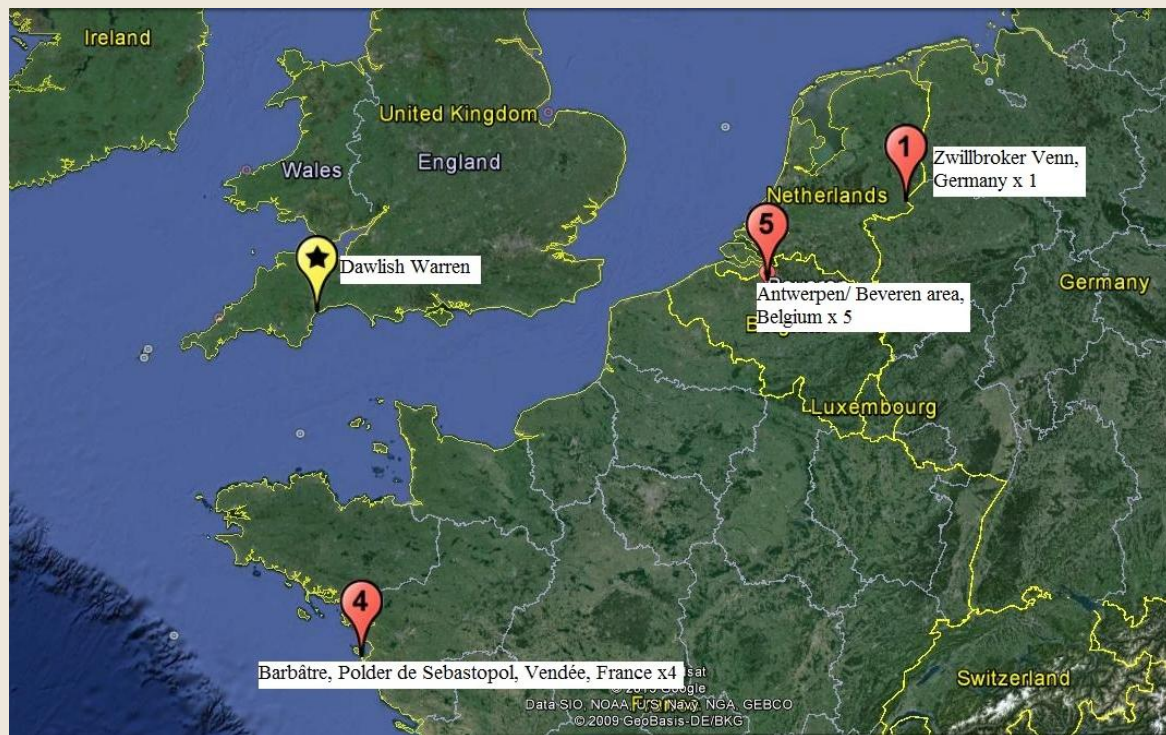 Ireland
United Kingdom
England
Wales
1
Zwillbroker Venn,
Germany x 1
Netherlands
5
Dawlish Warren
Germany
Antwerpen/ Beveren area,
Belgium x 5
Luxembourg
4
Barbâtre, Polder de Sebastopol, Vendée, France x4
Switzerland
Google
Data SIO, NOAA, U.S. Navy, NGA, GEBCO
© 2009 GeoBasis-DE/BKG